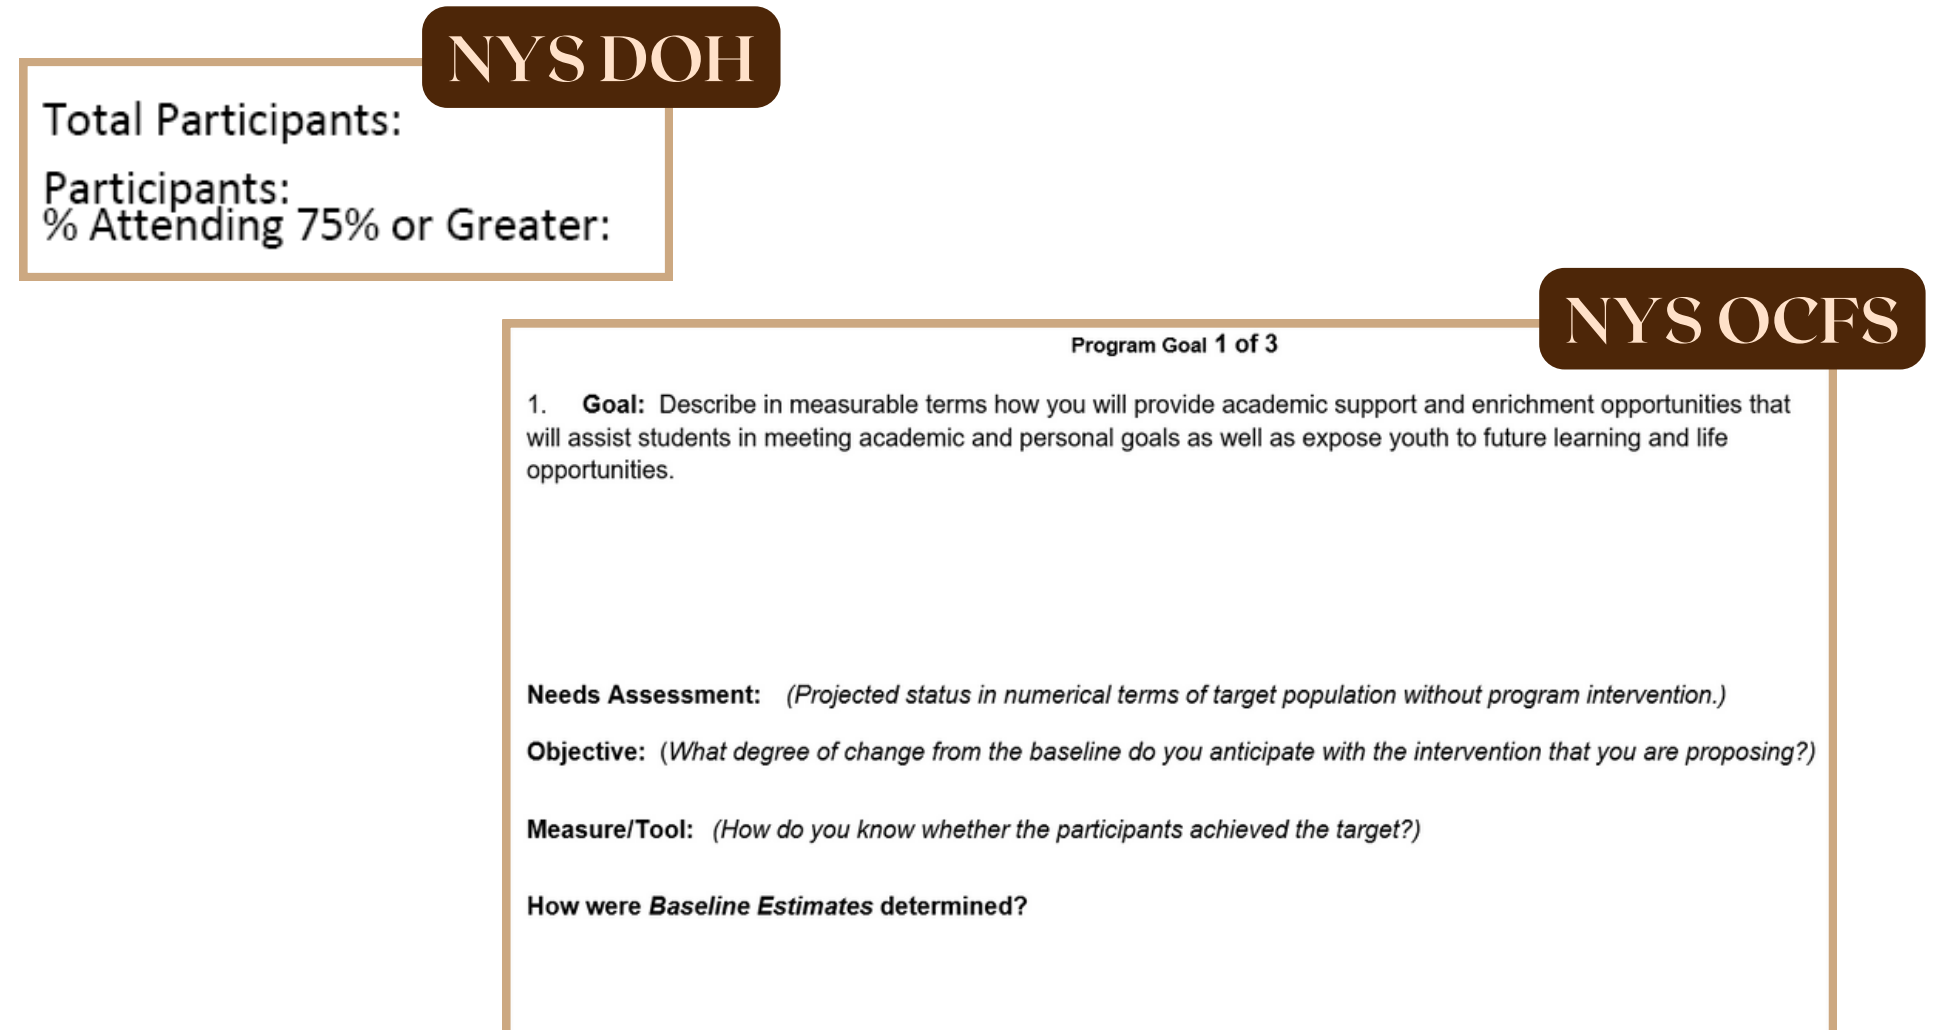 NYS DOH
Total Participants:
Participants:
% Attending 75% or Greater:
NYS OCFS
Program Goal 1 of 3
1. Goal: Describe in measurable terms how you will provide academic support and enrichment opportunities that
will assist students in meeting academic and personal goals as well as expose youth to future learning and life
opportunities.
Needs Assessment: (Projected status in numerical terms of target population without program intervention.)
Objective: (What degree of change from the baseline do you anticipate with the intervention that you are proposing?)
Measure/Tool: (How do you know whether the participants achieved the target?)
How were Baseline Estimates determined?